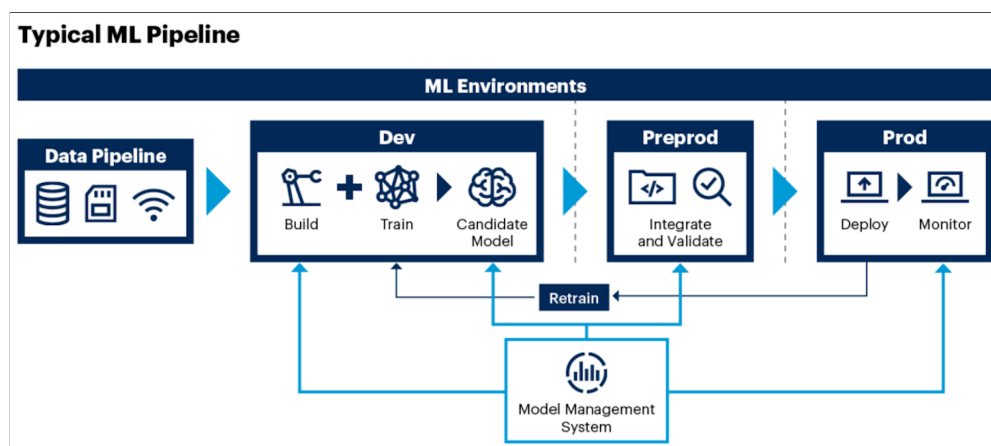 Typical ML Pipeline
ML Environments
Data Pipeline
Dev
Build
Train
Candidate
Model
Preprod
</>
Integrate
and Validate
Prod
Deploy
Monitor
Retrain
Model Management
System